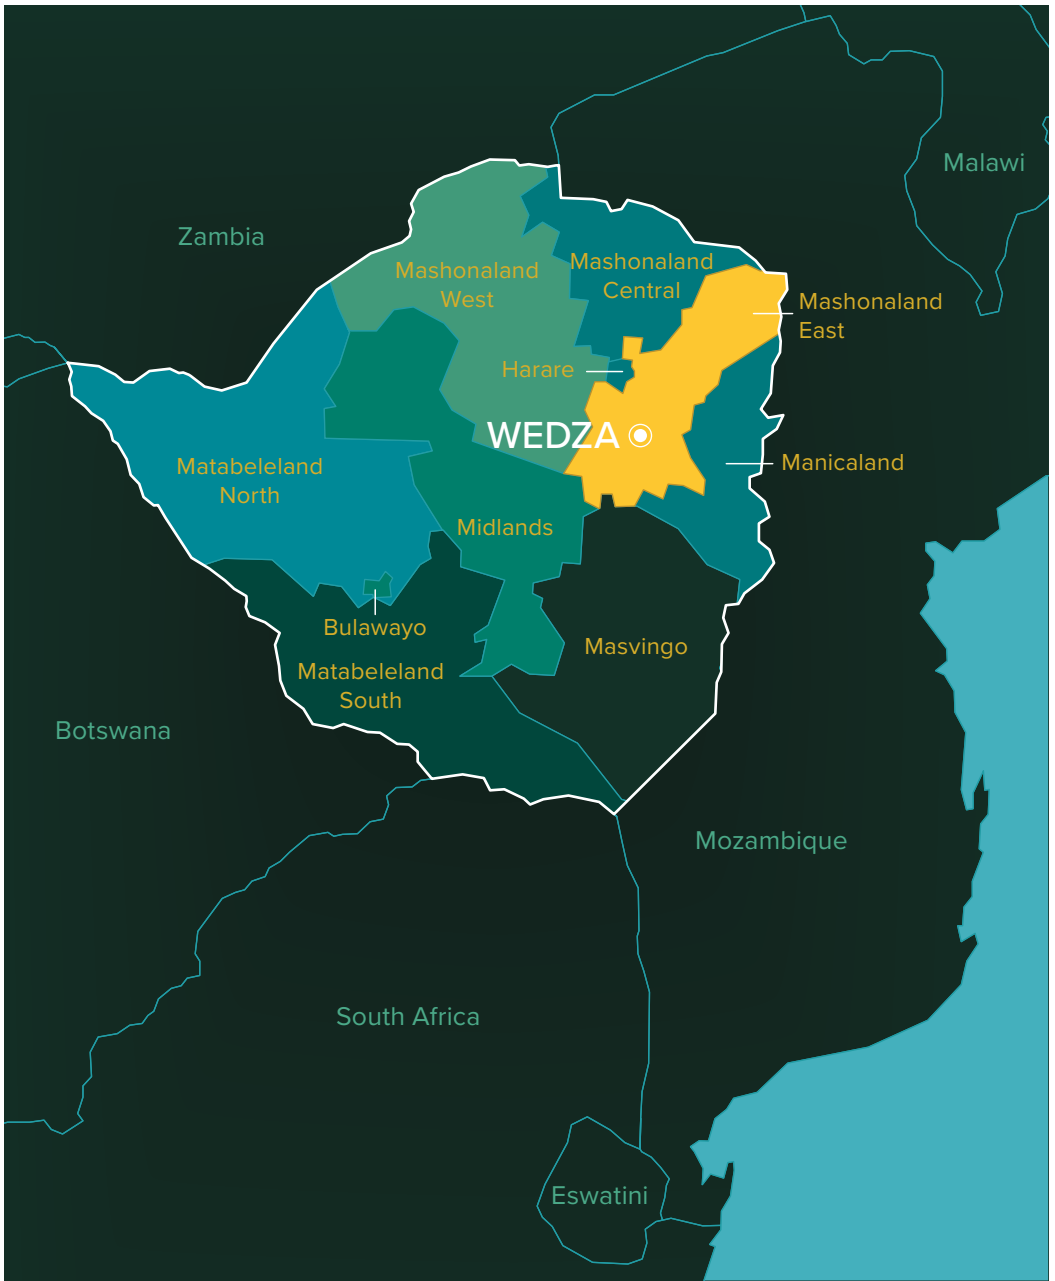 Malawi
Zambia
Mashonaland
Central
Mashonaland
West
Mashonaland
East
Harare
WEDZA
Manicaland
Matabeleland
North
Midlands
Bulawayo
Masvingo
Matabeleland
South
Botswana
Mozambique
South Africa
Eswatini